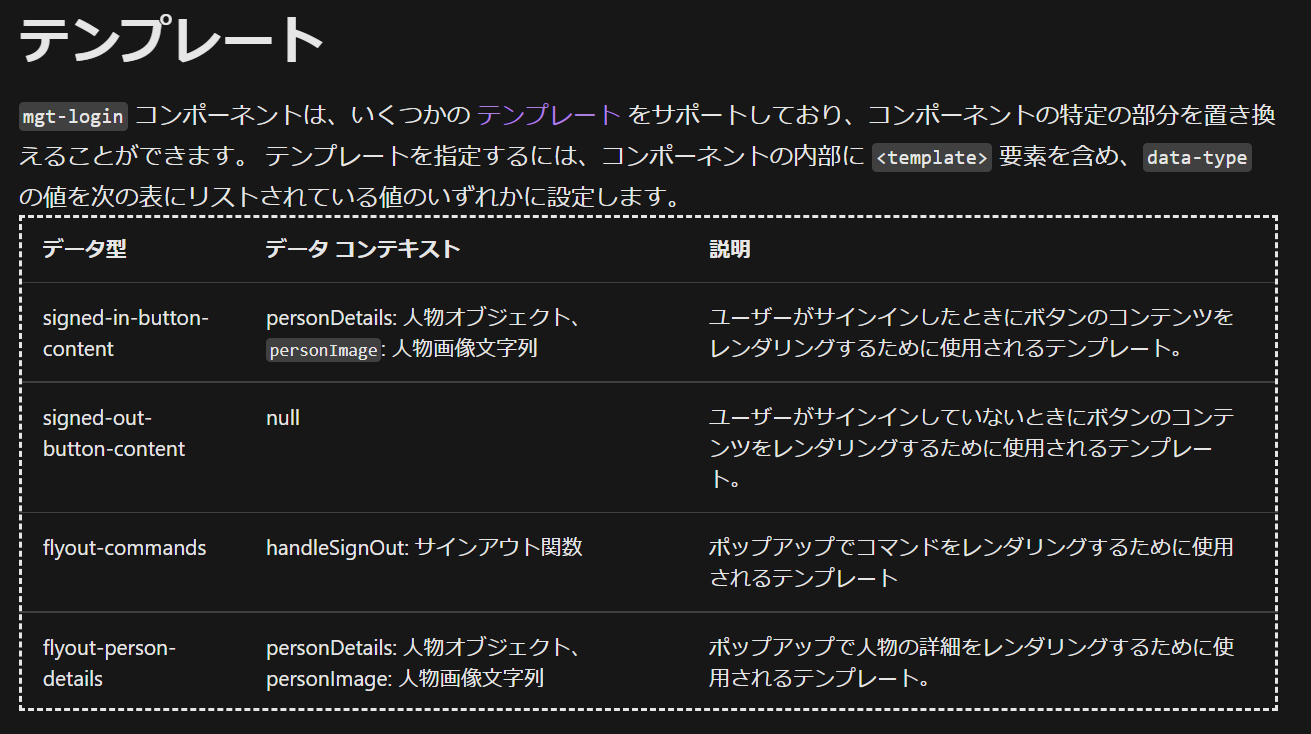 テンプレート
mgt-login コンポーネントは、いくつかの テンプレート をサポートしており、コンポーネントの特定の部分を置き換
えることができます。 テンプレートを指定するには、コンポーネントの内部に <template> 要素を含め、data-type
の値を次の表にリストされている値のいずれかに設定します。
データ型 データ コンテキスト 説明
signed-in-button- personDetails: 人物オブジェクト、 ユーザーがサインインしたときにボタンのコンテンツを
content personImage: 人物画像文字列 レンダリングするために使用されるテンプレート。
signed-out- null ユーザーがサインインしていないときにボタンのコンテ
button-content ンツをレンダリングするために使用されるテンプレー
ト。
flyout-commands handleSignOut: サインアウト関数 ポップアップでコマンドをレンダリングするために使用
されるテンプレート
flyout-person- personDetails: 人物オブジェクト、 ポップアップで人物の詳細をレンダリングするために使
details personImage: 人物画像文字列 用されるテンプレート。